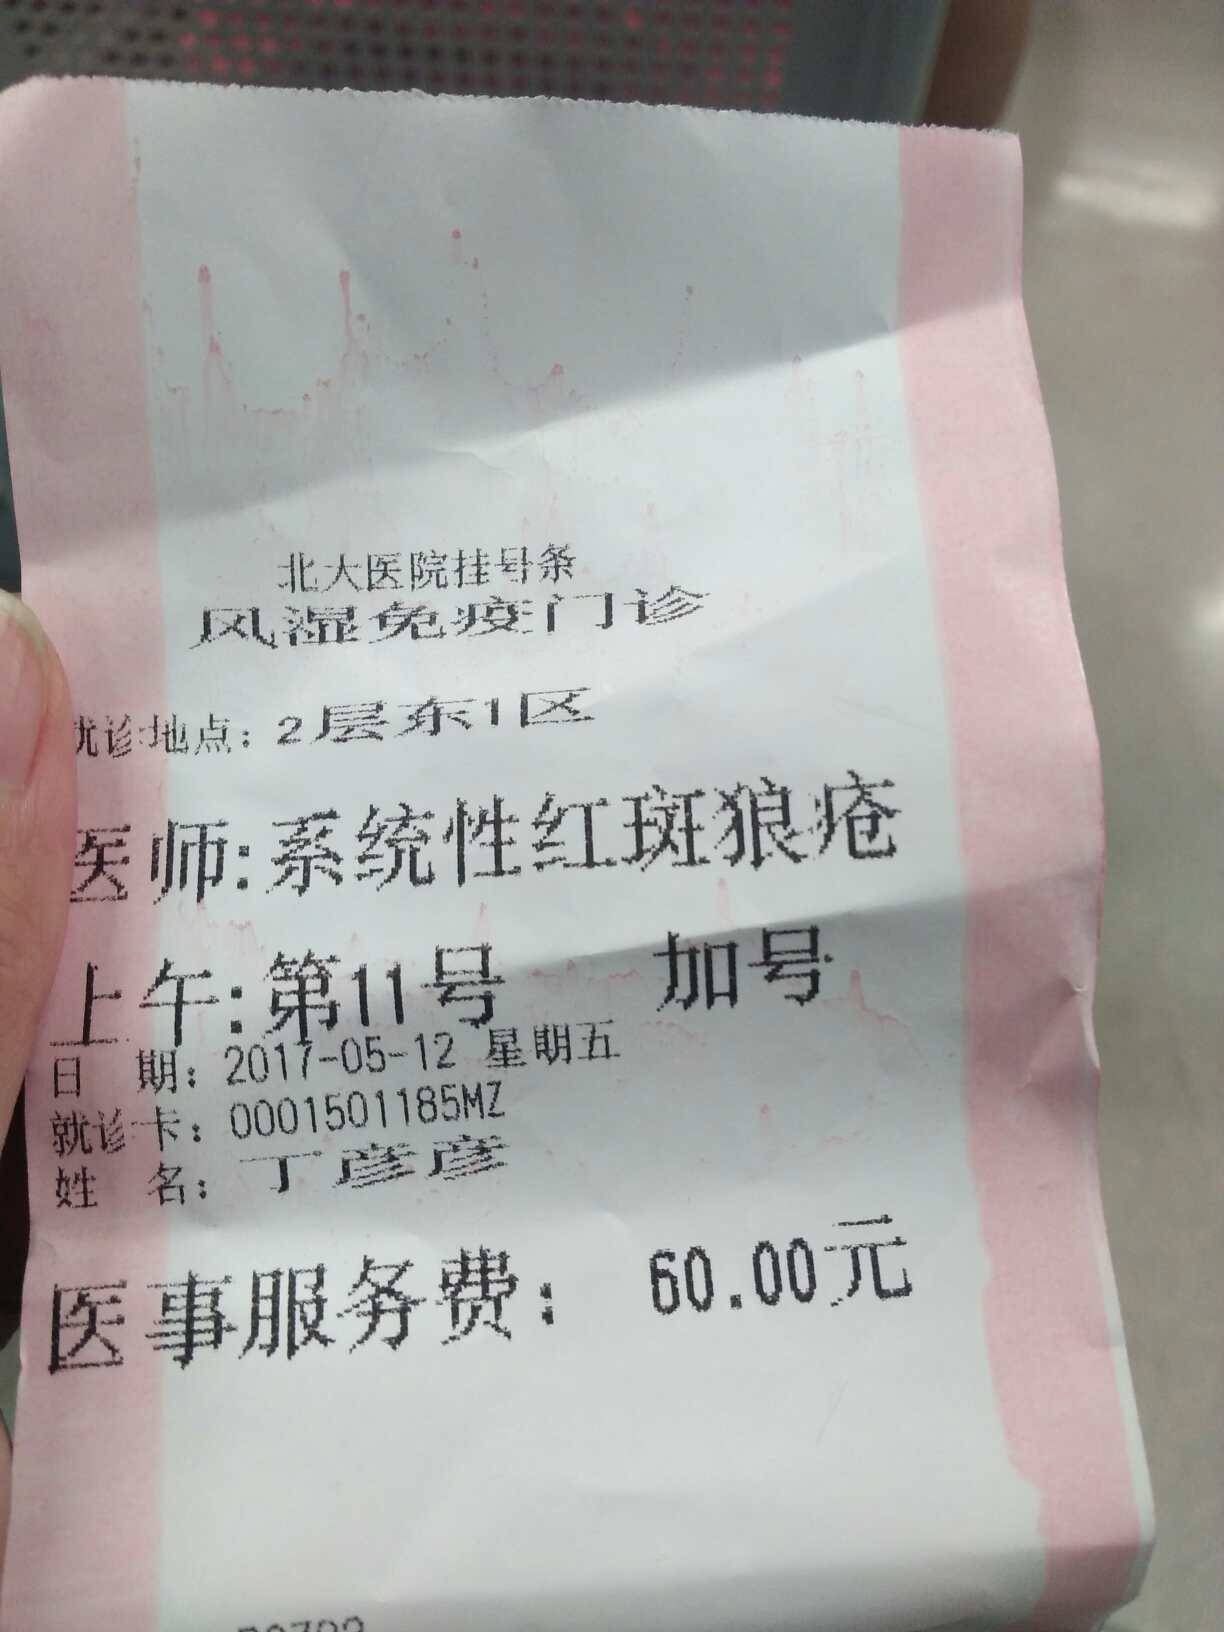 北大医院挂号条
风湿免疫门诊
就诊地点：2层东1区
医师：系统性红斑狼疮
上午：第11号 加号
日 期：2017-05-12 星期五
就诊卡：0001501185MZ
姓 名：丁彦彦
医事服务费： 60.00元